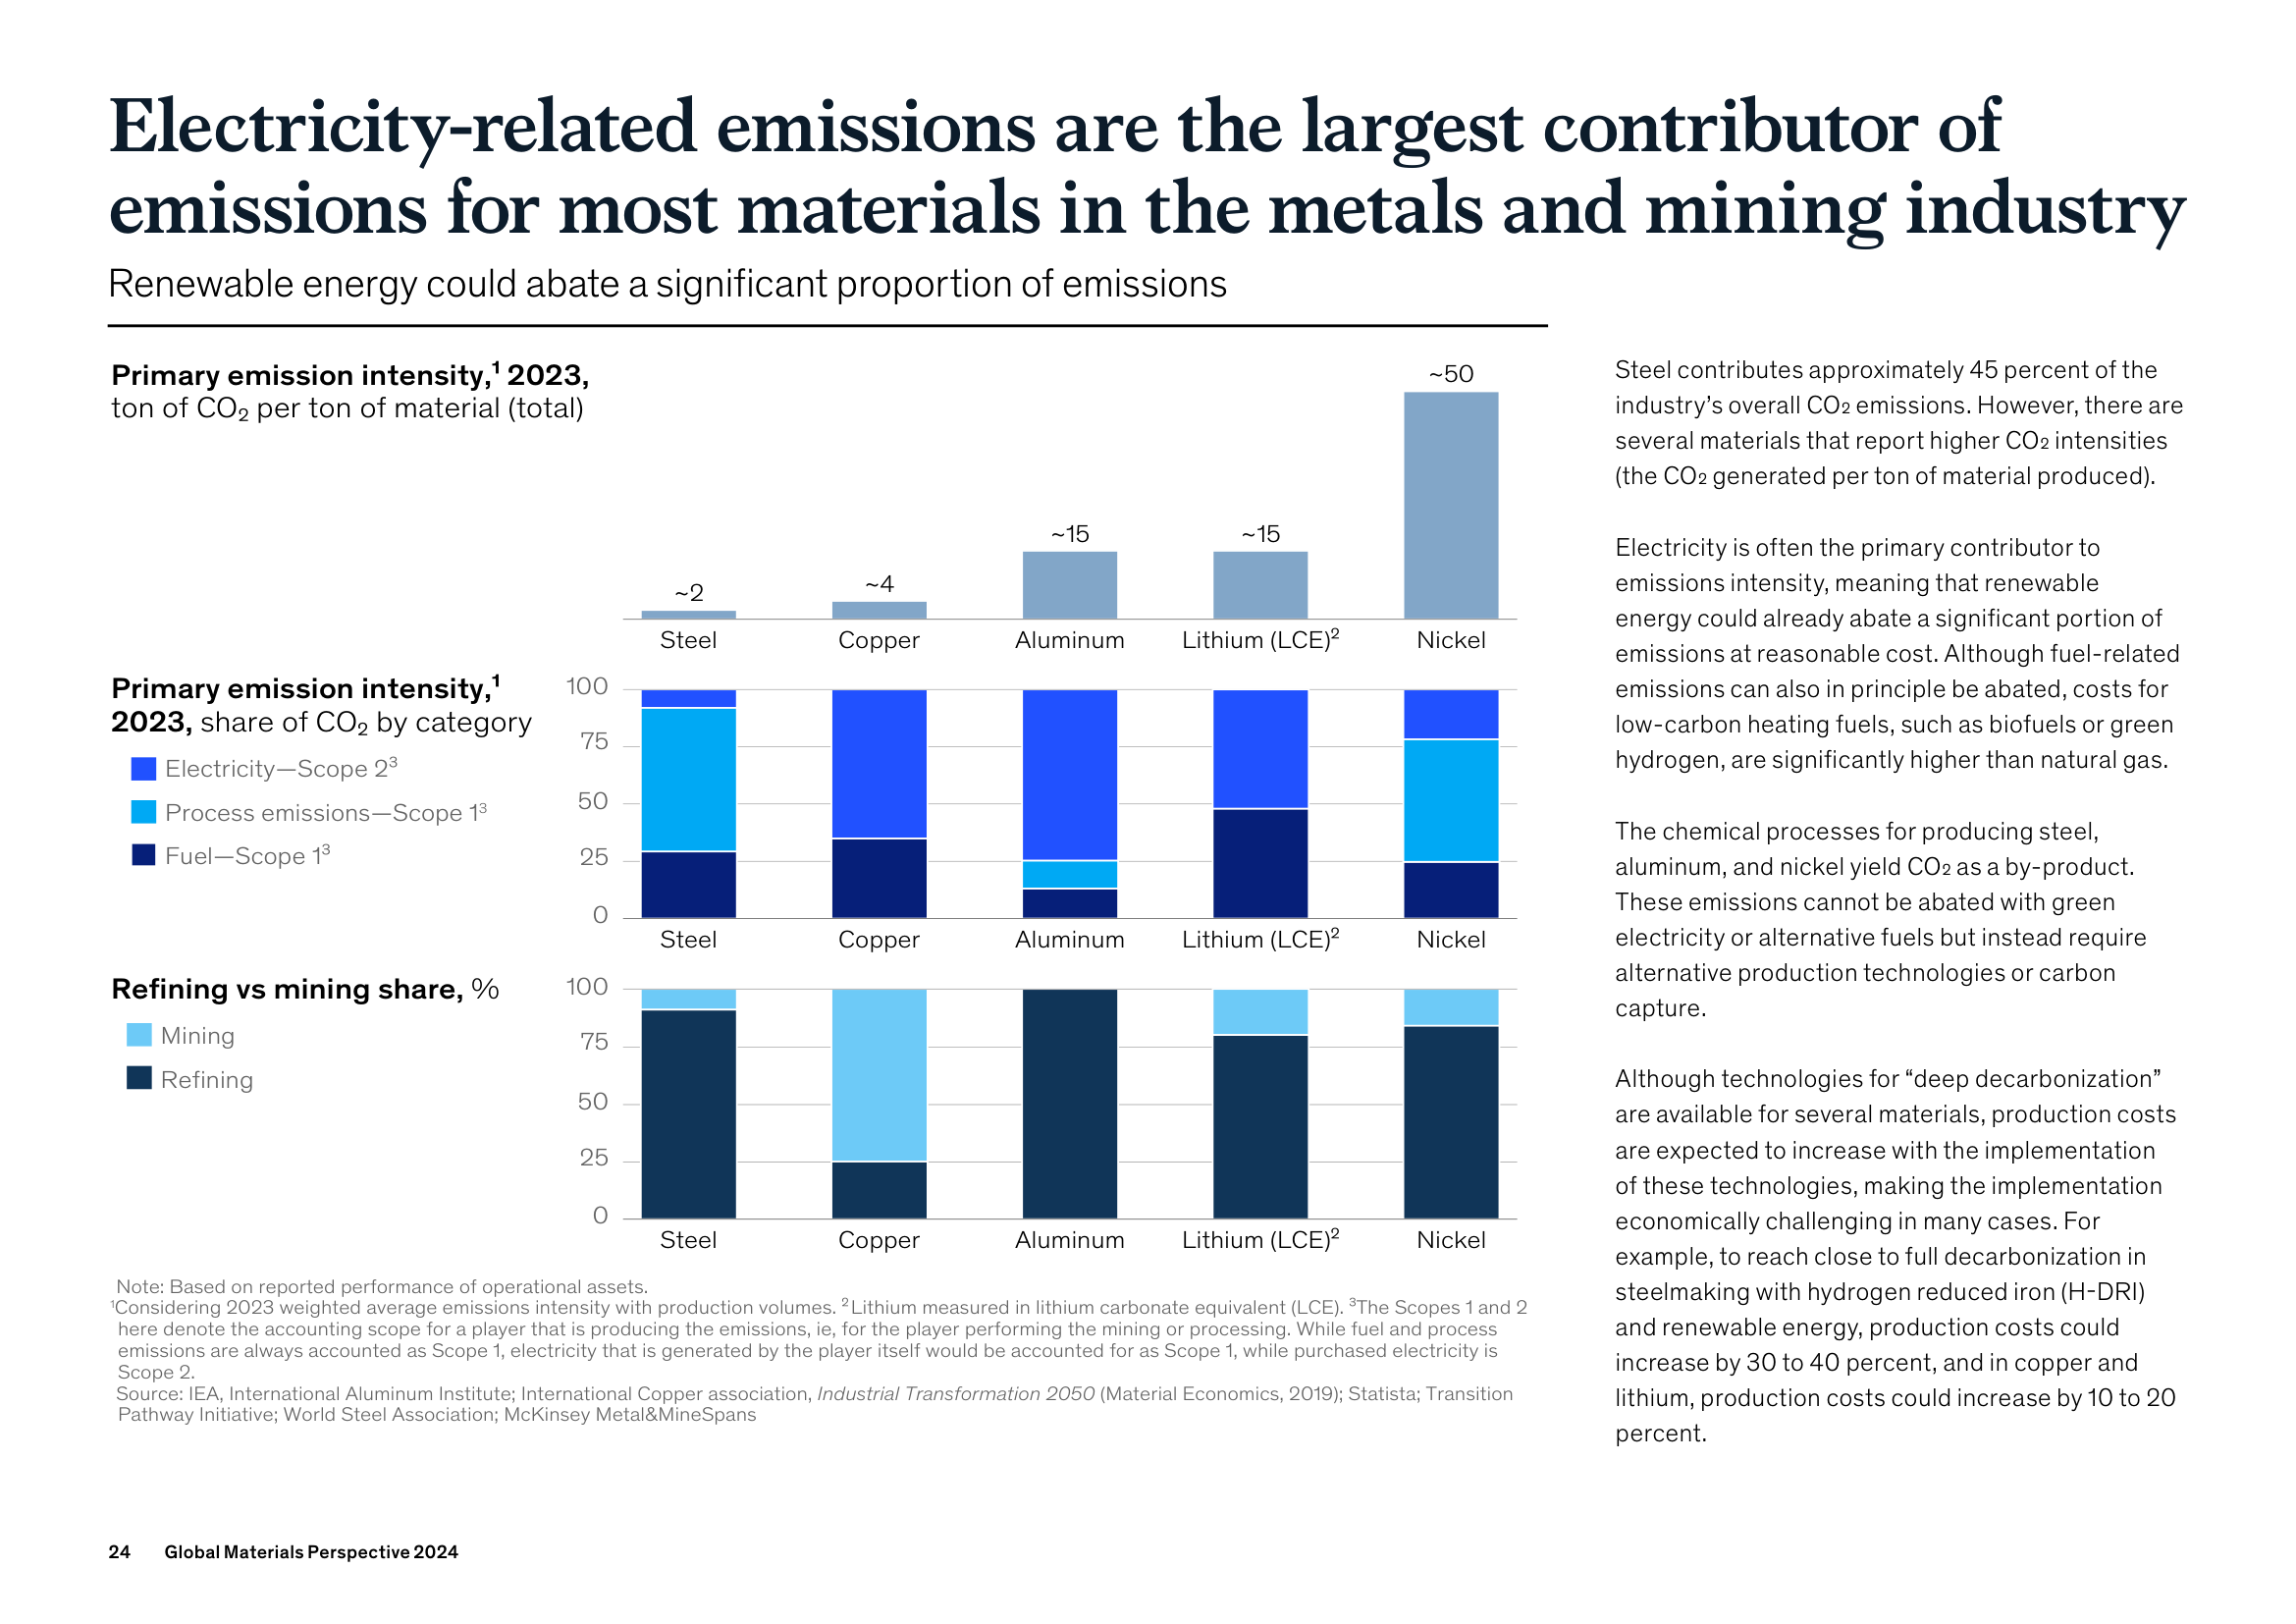 Electricity-related emissions are the largest contributor of
emissions for most materials in the metals and mining industry
Renewable energy could abate a significant proportion of emissions
Primary emission intensity,¹ 2023,
ton of CO₂ per ton of material (total)
~2
~4
~15
~15
~50
Steel
Copper
Aluminum
Lithium (LCE)²
Nickel
Primary emission intensity,¹
2023, share of CO₂ by category
Electricity—Scope 2³
Process emissions—Scope 1³
Fuel—Scope 1³
100
75
50
25
0
Steel
Copper
Aluminum
Lithium (LCE)²
Nickel
Refining vs mining share, %
Mining
Refining
100
75
50
25
0
Steel
Copper
Aluminum
Lithium (LCE)²
Nickel
Note: Based on reported performance of operational assets.
¹Considering 2023 weighted average emissions intensity with production volumes. ²Lithium measured in lithium carbonate equivalent (LCE). ³The Scopes 1 and 2
here denote the accounting scope for a player that is producing the emissions, ie, for the player performing the mining or processing. While fuel and process
emissions are always accounted as Scope 1, electricity that is generated by the player itself would be accounted for as Scope 1, while purchased electricity is
Scope 2.
Source: IEA, International Aluminum Institute; International Copper association, Industrial Transformation 2050 (Material Economics, 2019); Statista; Transition
Pathway Initiative; World Steel Association; McKinsey Metal&MineSpans
Steel contributes approximately 45 percent of the
industry’s overall CO₂ emissions. However, there are
several materials that report higher CO₂ intensities
(the CO₂ generated per ton of material produced).
Electricity is often the primary contributor to
emissions intensity, meaning that renewable
energy could already abate a significant portion of
emissions at reasonable cost. Although fuel-related
emissions can also in principle be abated, costs for
low-carbon heating fuels, such as biofuels or green
hydrogen, are significantly higher than natural gas.
The chemical processes for producing steel,
aluminum, and nickel yield CO₂ as a by-product.
These emissions cannot be abated with green
electricity or alternative fuels but instead require
alternative production technologies or carbon
capture.
Although technologies for “deep decarbonization”
are available for several materials, production costs
are expected to increase with the implementation
of these technologies, making the implementation
economically challenging in many cases. For
example, to reach close to full decarbonization in
steelmaking with hydrogen reduced iron (H-DRI)
and renewable energy, production costs could
increase by 30 to 40 percent, and in copper and
lithium, production costs could increase by 10 to 20
percent.
24 Global Materials Perspective 2024